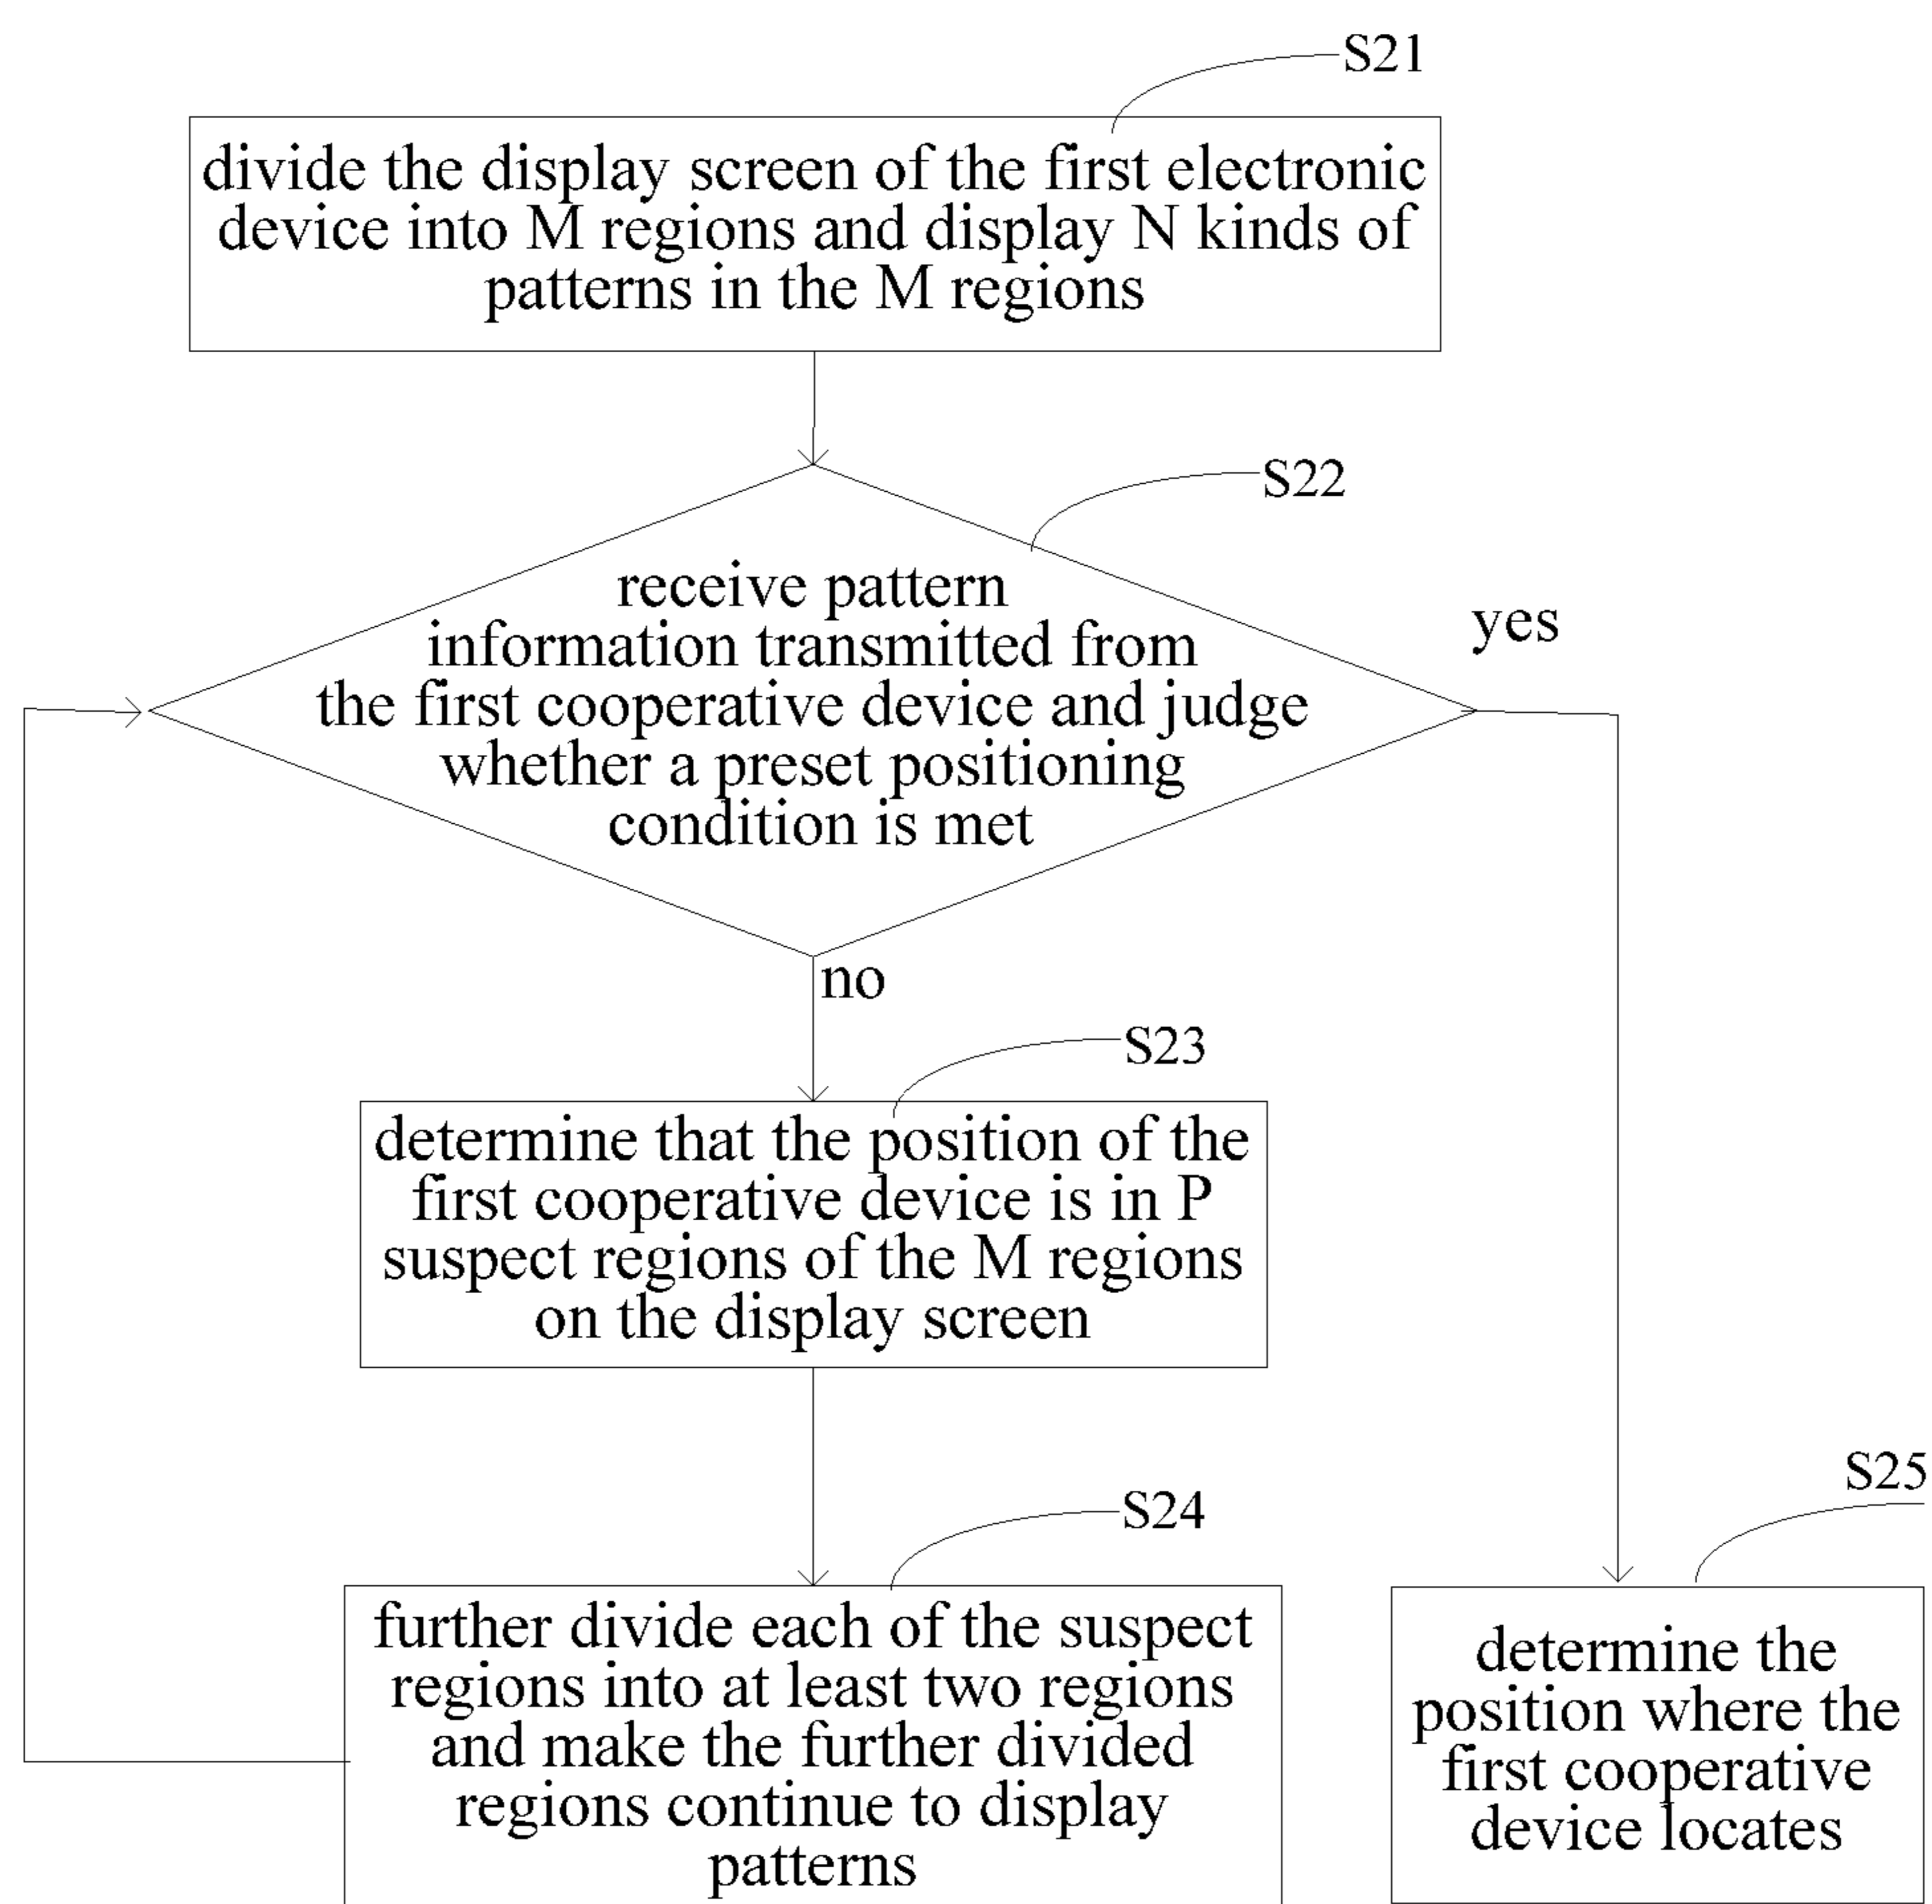 S21
divide the display screen of the first electronic
device into M regions and display N kinds of
patterns in the M regions
S22
receive pattern
information transmitted from
the first cooperative device and judge
whether a preset positioning
condition is met
yes
no
S23
determine that the position of the
first cooperative device is in P
suspect regions of the M regions
on the display screen
S24
further divide each of the suspect
regions into at least two regions
and make the further divided
regions continue to display
patterns
S25
determine the
position where the
first cooperative
device locates